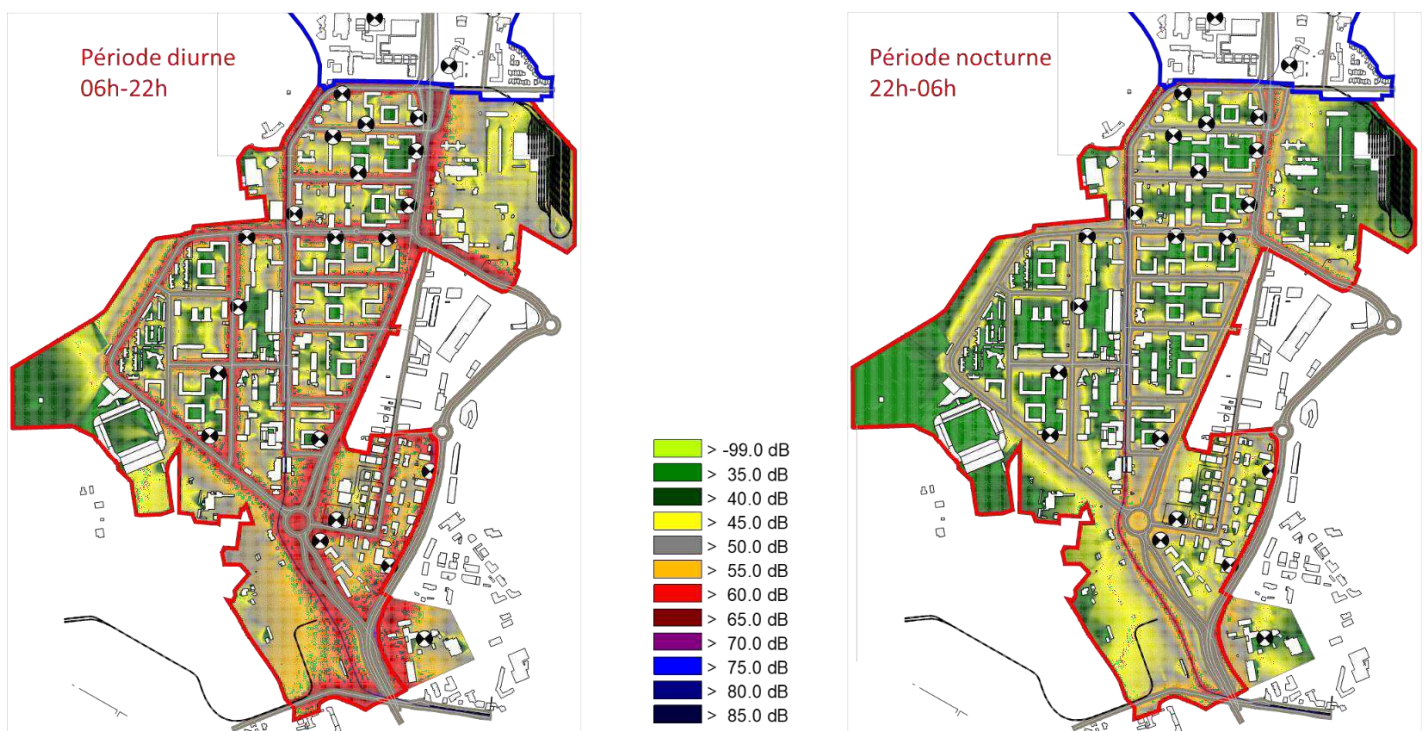 Période diurne
06h-22h
Période nocturne
22h-06h
> -99.0 dB
> 35.0 dB
> 40.0 dB
> 45.0 dB
> 50.0 dB
> 55.0 dB
> 60.0 dB
> 65.0 dB
> 70.0 dB
> 75.0 dB
> 80.0 dB
> 85.0 dB